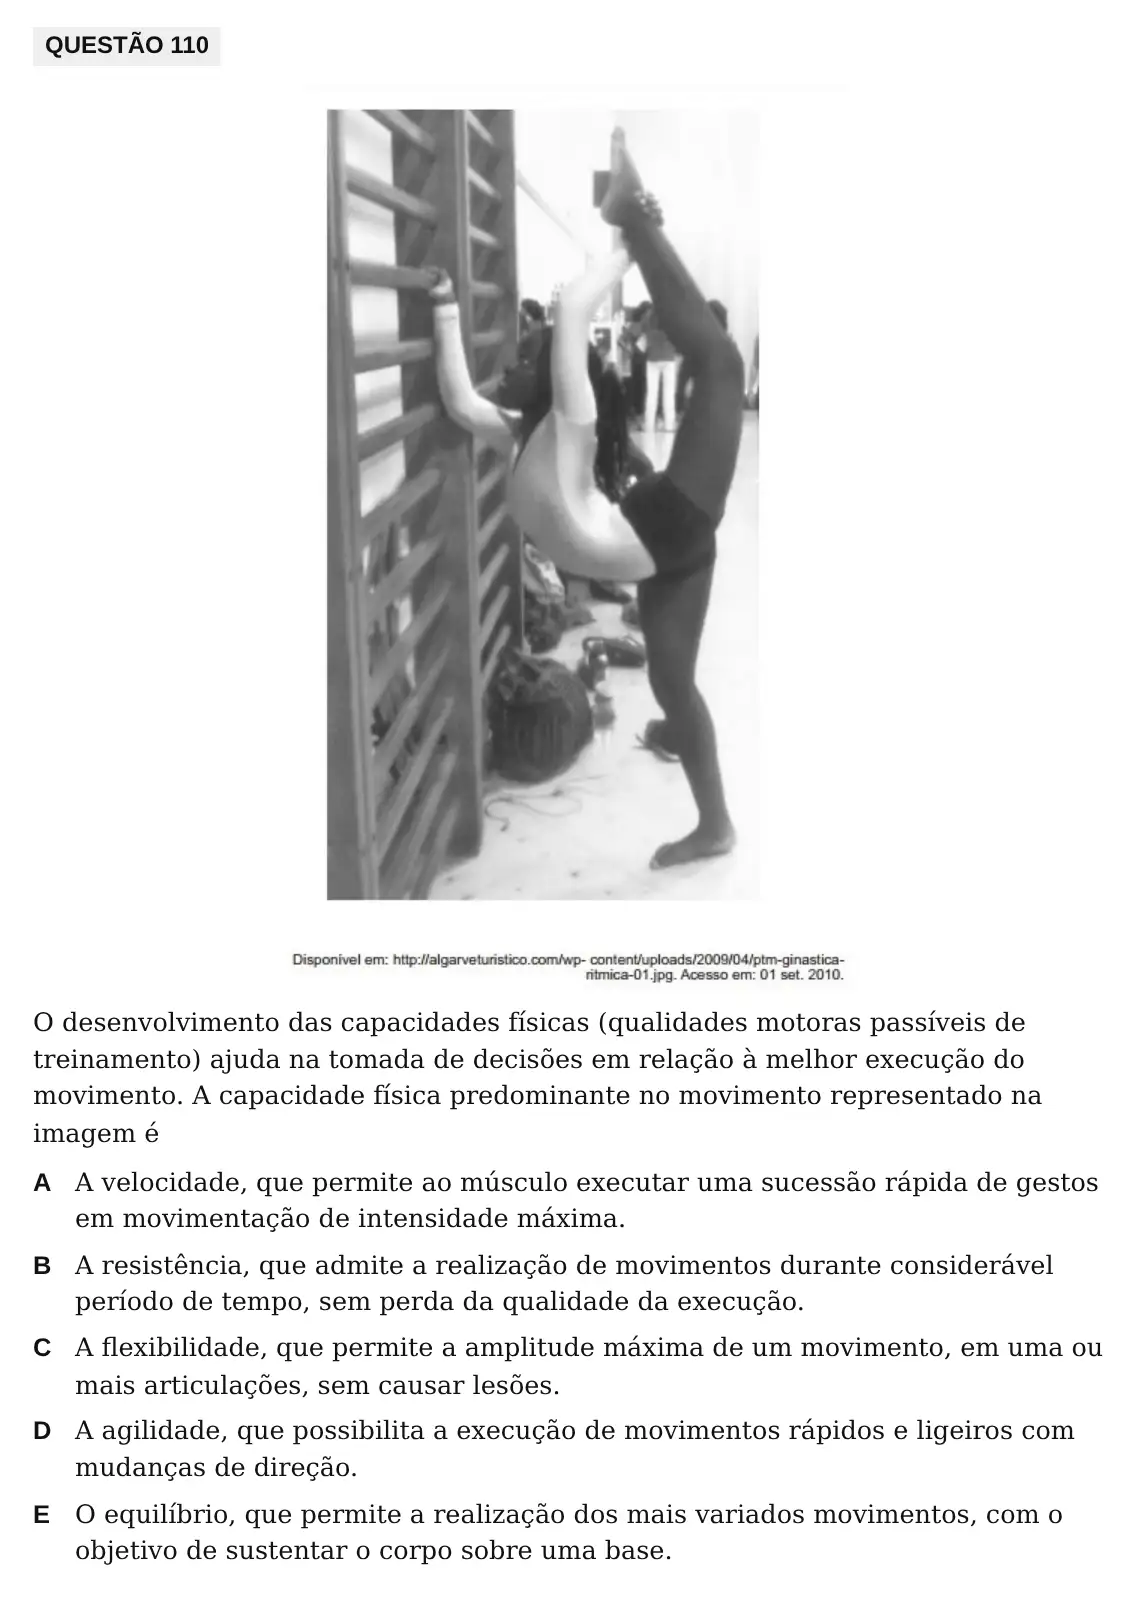 QUESTÃO 110
Disponível em: http://algarveturistico.com/wp- content/uploads/2009/04/ptm-ginastica-
ritmica-01.jpg. Acesso em: 01 set. 2010.
O desenvolvimento das capacidades físicas (qualidades motoras passíveis de
treinamento) ajuda na tomada de decisões em relação à melhor execução do
movimento. A capacidade física predominante no movimento representado na
imagem é
A A velocidade, que permite ao músculo executar uma sucessão rápida de gestos
em movimentação de intensidade máxima.
B A resistência, que admite a realização de movimentos durante considerável
período de tempo, sem perda da qualidade da execução.
C A flexibilidade, que permite a amplitude máxima de um movimento, em uma ou
mais articulações, sem causar lesões.
D A agilidade, que possibilita a execução de movimentos rápidos e ligeiros com
mudanças de direção.
E O equilíbrio, que permite a realização dos mais variados movimentos, com o
objetivo de sustentar o corpo sobre uma base.